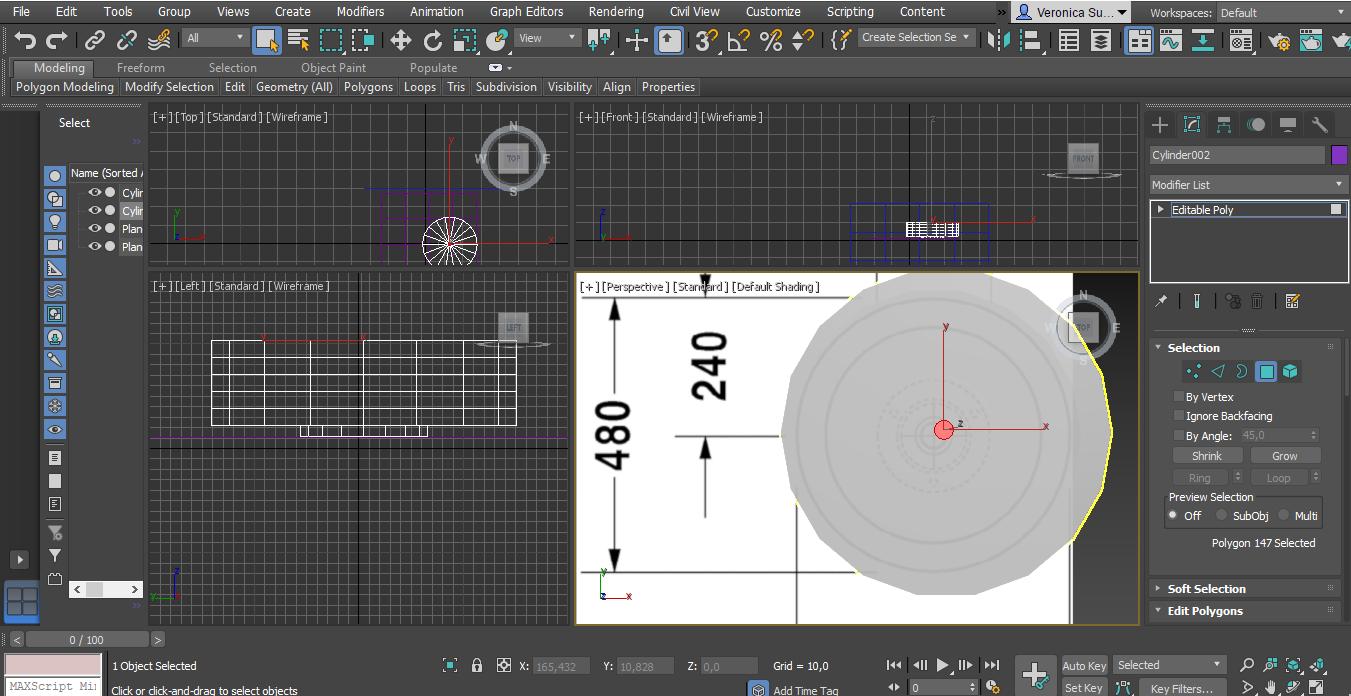 File Edit Tools Group Views Create Modifiers Animation Graph Editors Rendering Civil View Customize Scripting Content » Veronica Su... Workspaces: Default
All View Create Selection Se
Modeling Freeform Selection Object Paint Populate
Polygon Modeling Modify Selection Edit Geometry (All) Polygons Loops Tris Subdivision Visibility Align Properties
Select
Name (Sorted A
Cylin
Cylin
Plan
Plan
[+] [Top] [Standard] [Wireframe]
N
W TOP E
S
y
x
y
z x
[+] [Front] [Standard] [Wireframe]
FRONT
z
y x
z
y x
[+] [Left] [Standard] [Wireframe]
LEFT
z
y
[+] [Perspective] [Standard] [Default Shading]
N
W TOP E
S
240
480
y
z
x
y
z x
Cylinder002
Modifier List
Editable Poly
Selection
By Vertex
Ignore Backfacing
By Angle: 45,0
Shrink Grow
Ring Loop
Preview Selection
Off SubObj Multi
Polygon 147 Selected
Soft Selection
Edit Polygons
< 0 / 100 >
1 Object Selected X: 165,432 Y: 10,828 Z: 0,0 Grid = 10,0 Auto Key Selected
MAXScript Mi Click or click-and-drag to select objects Add Time Tag 0 Set Key Key Filters...